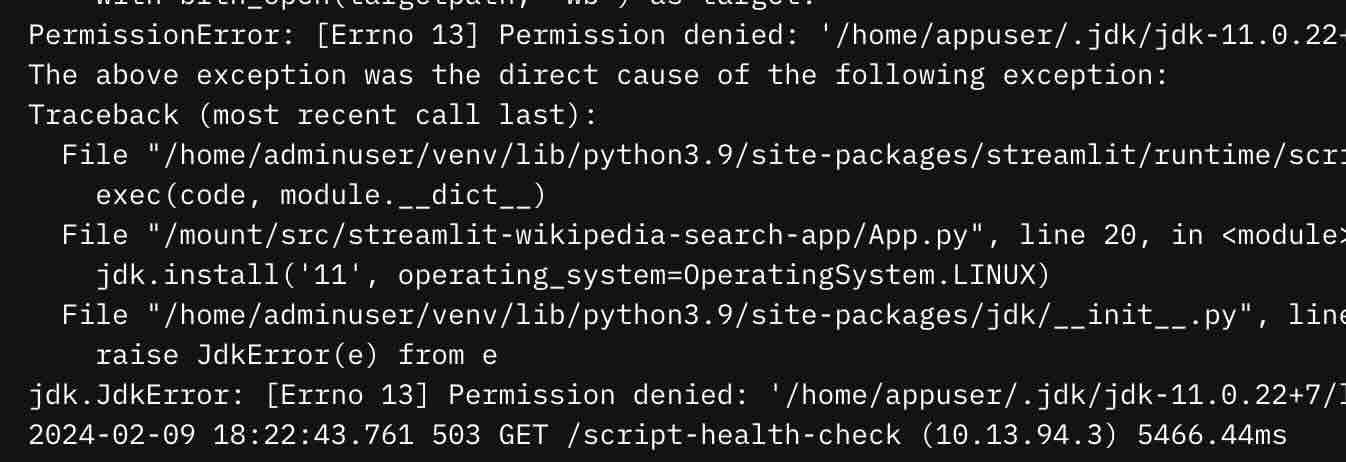 with bltn_open(targetpath, "wb") as target:
PermissionError: [Errno 13] Permission denied: '/home/appuser/.jdk/jdk-11.0.22+
The above exception was the direct cause of the following exception:
Traceback (most recent call last):
File "/home/adminuser/venv/lib/python3.9/site-packages/streamlit/runtime/scri
exec(code, module.__dict__)
File "/mount/src/streamlit-wikipedia-search-app/App.py", line 20, in <module>
jdk.install('11', operating_system=OperatingSystem.LINUX)
File "/home/adminuser/venv/lib/python3.9/site-packages/jdk/__init__.py", line
raise JdkError(e) from e
jdk.JdkError: [Errno 13] Permission denied: '/home/appuser/.jdk/jdk-11.0.22+7/l
2024-02-09 18:22:43.761 503 GET /script-health-check (10.13.94.3) 5466.44ms